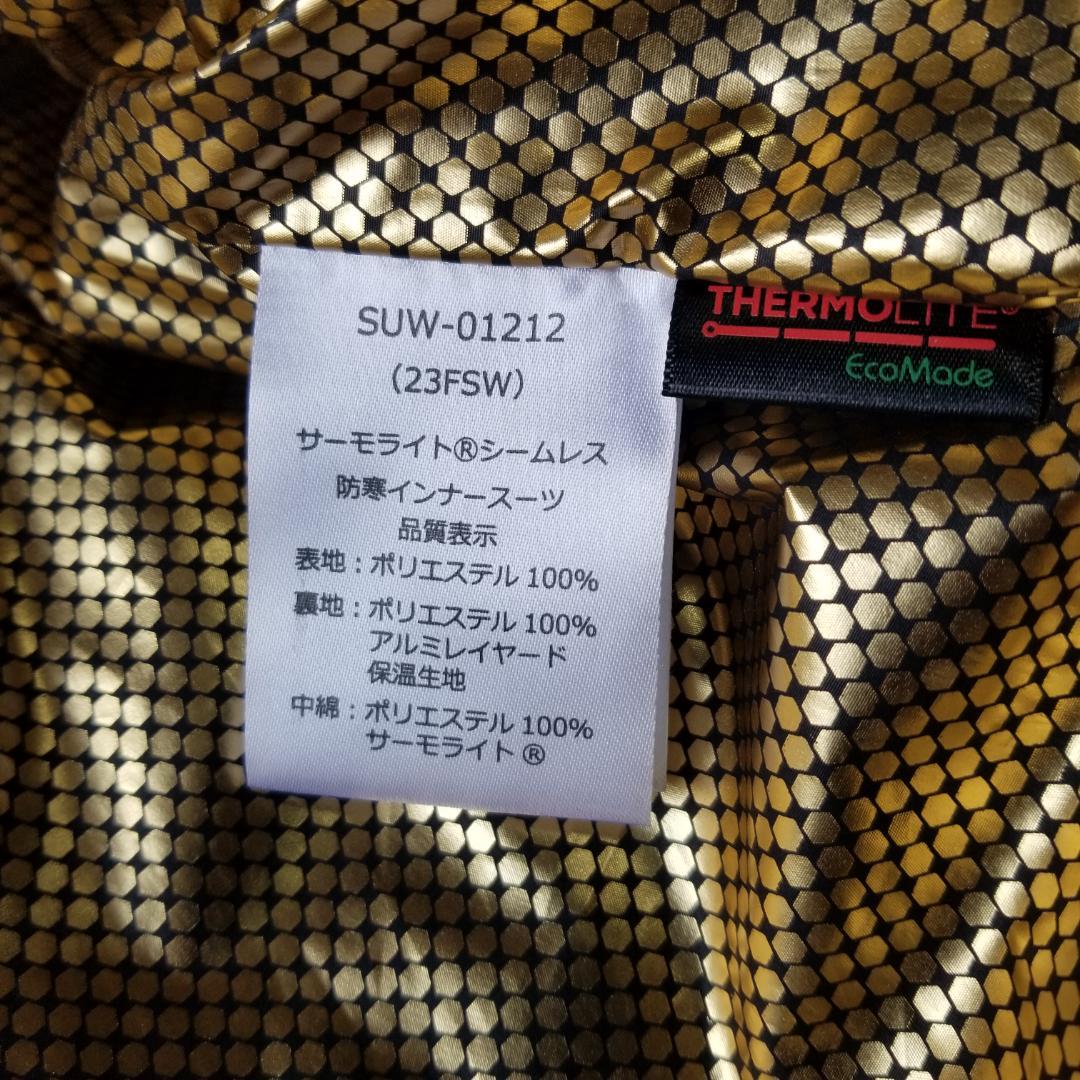 SUW-01212
（23FSW）
サーモライト®シームレス
防寒インナースーツ
品質表示
表地：ポリエステル 100%
裏地：ポリエステル 100%
アルミレイヤード
保温生地
中綿：ポリエステル 100%
サーモライト®
THERMOLITE®
EcoMade